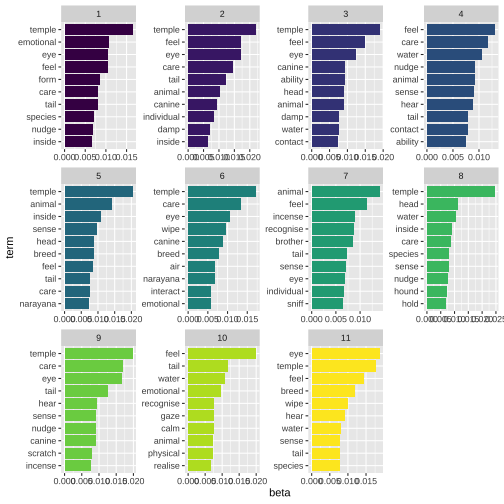 1 2 3 4
temple temple temple feel
emotional feel feel care
eye eye eye water
feel care canine nudge
form tail ability animal
care animal head sense
tail canine animal hear
species individual damp tail
nudge damp water contact
inside inside contact ability
0.000 0.005 0.010 0.015 0.000 0.005 0.010 0.015 0.020 0.000 0.005 0.010 0.015 0.020 0.000 0.005 0.010
5 6 7 8
temple temple animal temple
animal care feel head
inside eye incense water
sense wipe recognise inside
head canine brother care
breed breed tail species
feel air sense sense
tail narayana eye nudge
care interact individual hound
narayana emotional sniff hold
0.000 0.005 0.010 0.015 0.000 0.005 0.010 0.015 0.000 0.005 0.010 0.000 0.005 0.010 0.015 0.020 0.025
term
9 10 11
temple feel eye
care tail temple
eye water feel
tail emotional breed
hear recognise wipe
sense gaze hear
nudge calm water
canine animal sense
scratch physical tail
incense realise species
0.000 0.005 0.010 0.015 0.020 0.000 0.005 0.010 0.015 0.020 0.000 0.005 0.010 0.015
beta